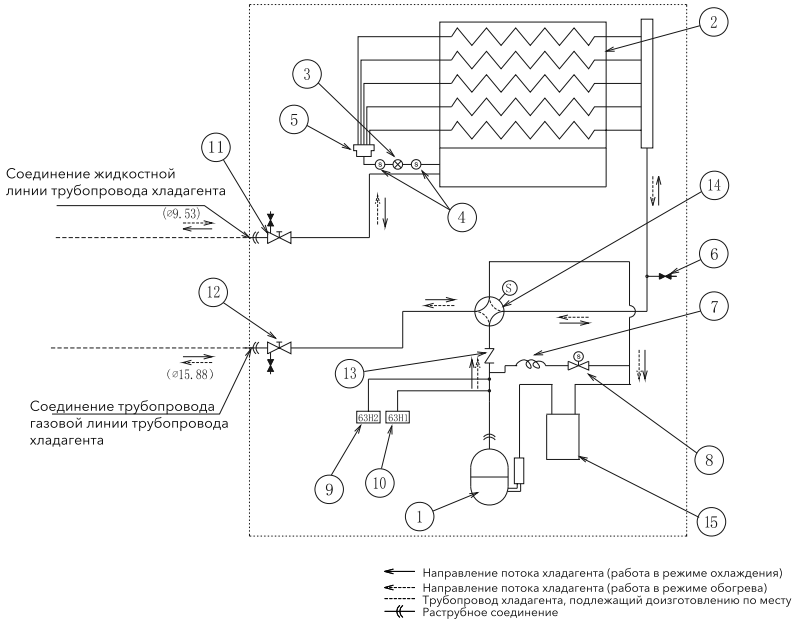 2
3
5
11
Соединение жидкостной
линии трубопровода хладагента
(ø9.53)
S
S
4
14
6
12
S
7
S
13
(ø15.88)
Соединение трубопровода
газовой линии трубопровода
хладагента
63H2
63H1
9
10
8
1
15
Направление потока хладагента (работа в режиме охлаждения)
Направление потока хладагента (работа в режиме обогрева)
Трубопровод хладагента, подлежащий доизготовлению по месту
Раструбное соединение